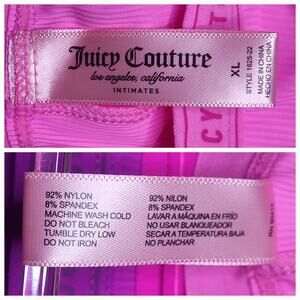 Juicy Couture
los angeles, california
INTIMATES
XL
STYLE 1625-22
MADE IN CHINA
HECHO EN CHINA
CY
92% NYLON
8% SPANDEX
MACHINE WASH COLD
DO NOT BLEACH
TUMBLE DRY LOW
DO NOT IRON
92% NILON
8% SPANDEX
LAVAR A MÁQUINA EN FRÍO
NO USAR BLANQUEADOR
SECAR A TEMPERATURA BAJA
NO PLANCHAR